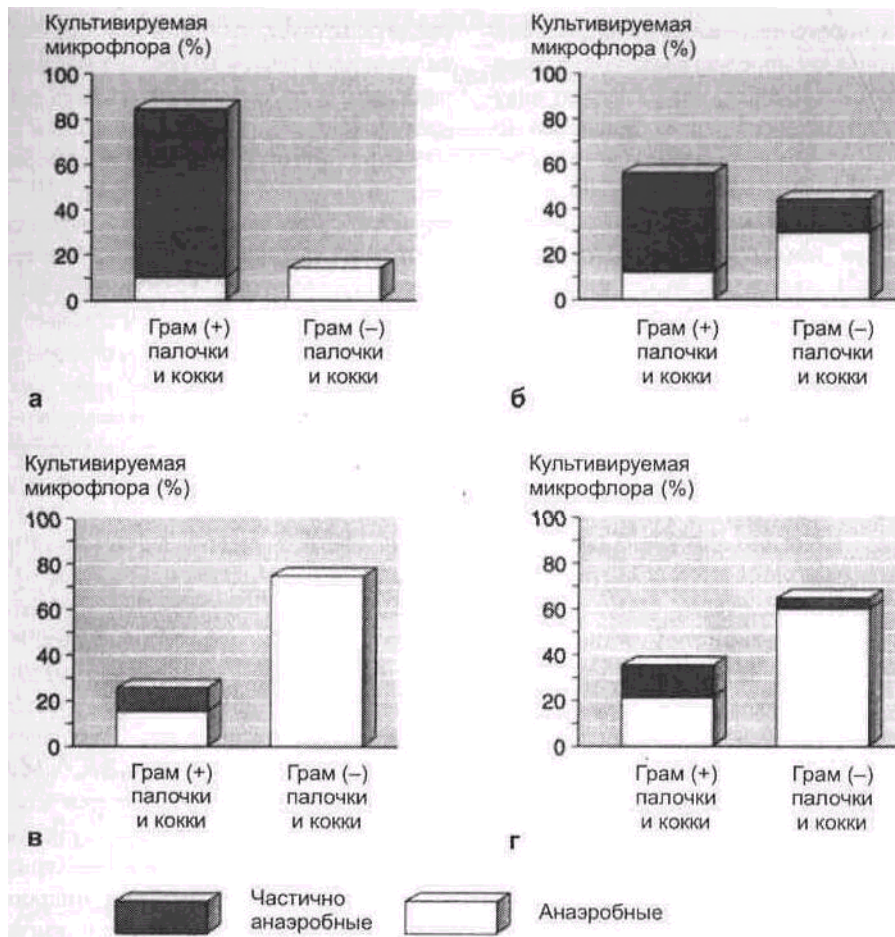 Культивируемая
микрофлора (%)
100
80
60
40
20
0
Грам (+)
палочки
и кокки
Грам (–)
палочки
и кокки
а
Культивируемая
микрофлора (%)
100
80
60
40
20
0
Грам (+)
палочки
и кокки
Грам (–)
палочки
и кокки
б
Культивируемая
микрофлора (%)
100
80
60
40
20
0
Грам (+)
палочки
и кокки
Грам (–)
палочки
и кокки
в
Культивируемая
микрофлора (%)
100
80
60
40
20
0
Грам (+)
палочки
и кокки
Грам (–)
палочки
и кокки
г
Частично
анаэробные
Анаэробные